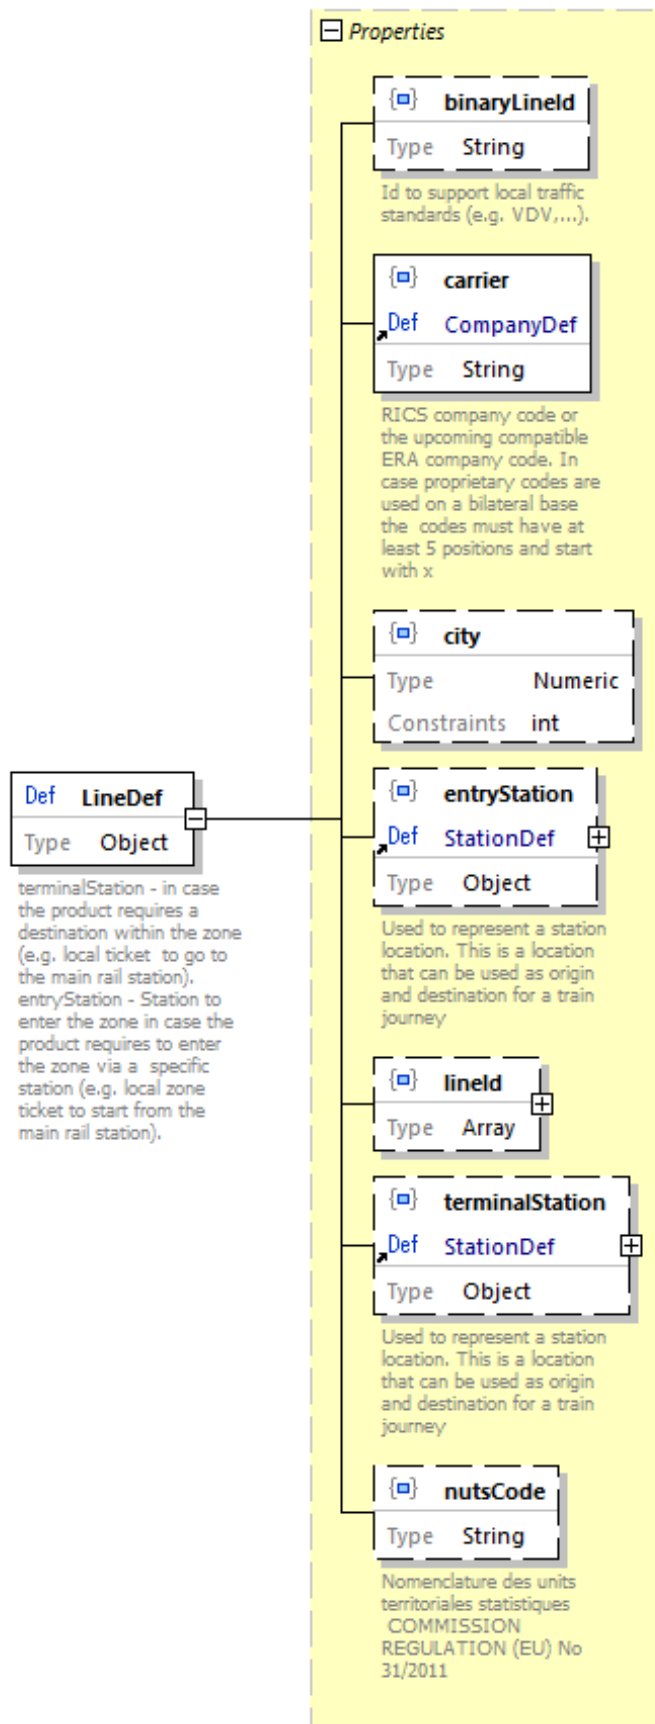 Properties
binaryLineId
Type String
Id to support local traffic
standards (e.g. VDV,...).
carrier
Def CompanyDef
Type String
RICS company code or
the upcoming compatible
ERA company code. In
case proprietary codes are
used on a bilateral base
the codes must have at
least 5 positions and start
with x
city
Type Numeric
Constraints int
Def LineDef
Type Object
terminalStation - in case
the product requires a
destination within the zone
(e.g. local ticket to go to
the main rail station).
entryStation - Station to
enter the zone in case the
product requires to enter
the zone via a specific
station (e.g. local zone
ticket to start from the
main rail station).
entryStation
Def StationDef
Type Object
Used to represent a station
location. This is a location
that can be used as origin
and destination for a train
journey
lineId
Type Array
terminalStation
Def StationDef
Type Object
Used to represent a station
location. This is a location
that can be used as origin
and destination for a train
journey
nutsCode
Type String
Nomenclature des units
territoriales statistiques
COMMISSION
REGULATION (EU) No
31/2011